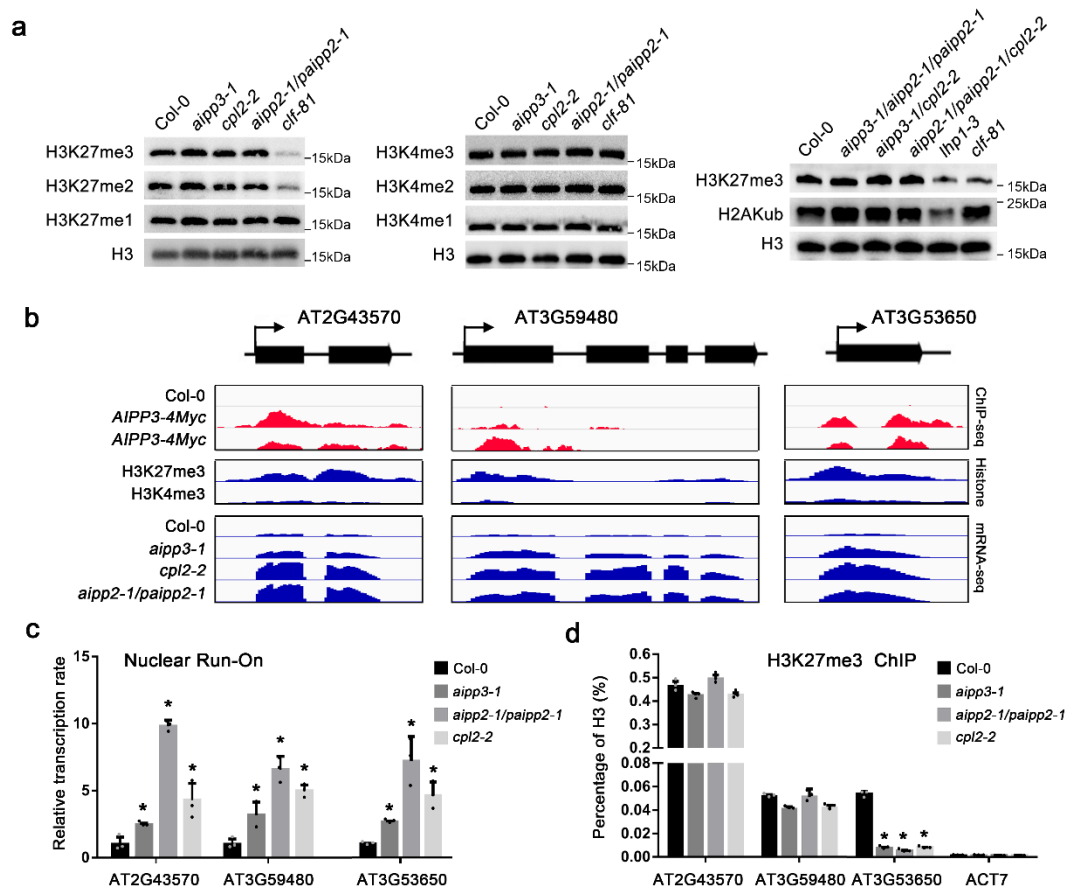 a
Col-0 aipp3-1 cpl2-2 aipp2-1/paipp2-1 clf-81
H3K27me3 15kDa
H3K27me2 15kDa
H3K27me1
H3 15kDa
Col-0 aipp3-1 cpl2-2 aipp2-1/paipp2-1 clf-81
H3K4me3 15kDa
H3K4me2 15kDa
H3K4me1
H3 15kDa
Col-0 aipp3-1/aipp2-1/paipp2-1 aipp3-1/cpl2-2 aipp2-1/paipp2-1/cpl2-2 lhp1-3 clf-81
H3K27me3 15kDa
25kDa
H2AKub
H3 15kDa
b
AT2G43570 AT3G59480 AT3G53650
Col-0
AIPP3-4Myc
AIPP3-4Myc
ChIP-seq
H3K27me3
H3K4me3
Histone
Col-0
aipp3-1
cpl2-2
aipp2-1/paipp2-1
mRNA-seq
c
Nuclear Run-On
Relative transcription rate
15
10
5
0
* * * * * * * * *
AT2G43570 AT3G59480 AT3G53650
Col-0
aipp3-1
aipp2-1/paipp2-1
cpl2-2
d
H3K27me3 ChIP
Percentage of H3 (%)
0.6
0.5
0.4
0.3
0.2
0.08
0.06
0.04
0.02
0.00
* * *
AT2G43570 AT3G59480 AT3G53650 ACT7
Col-0
aipp3-1
aipp2-1/paipp2-1
cpl2-2